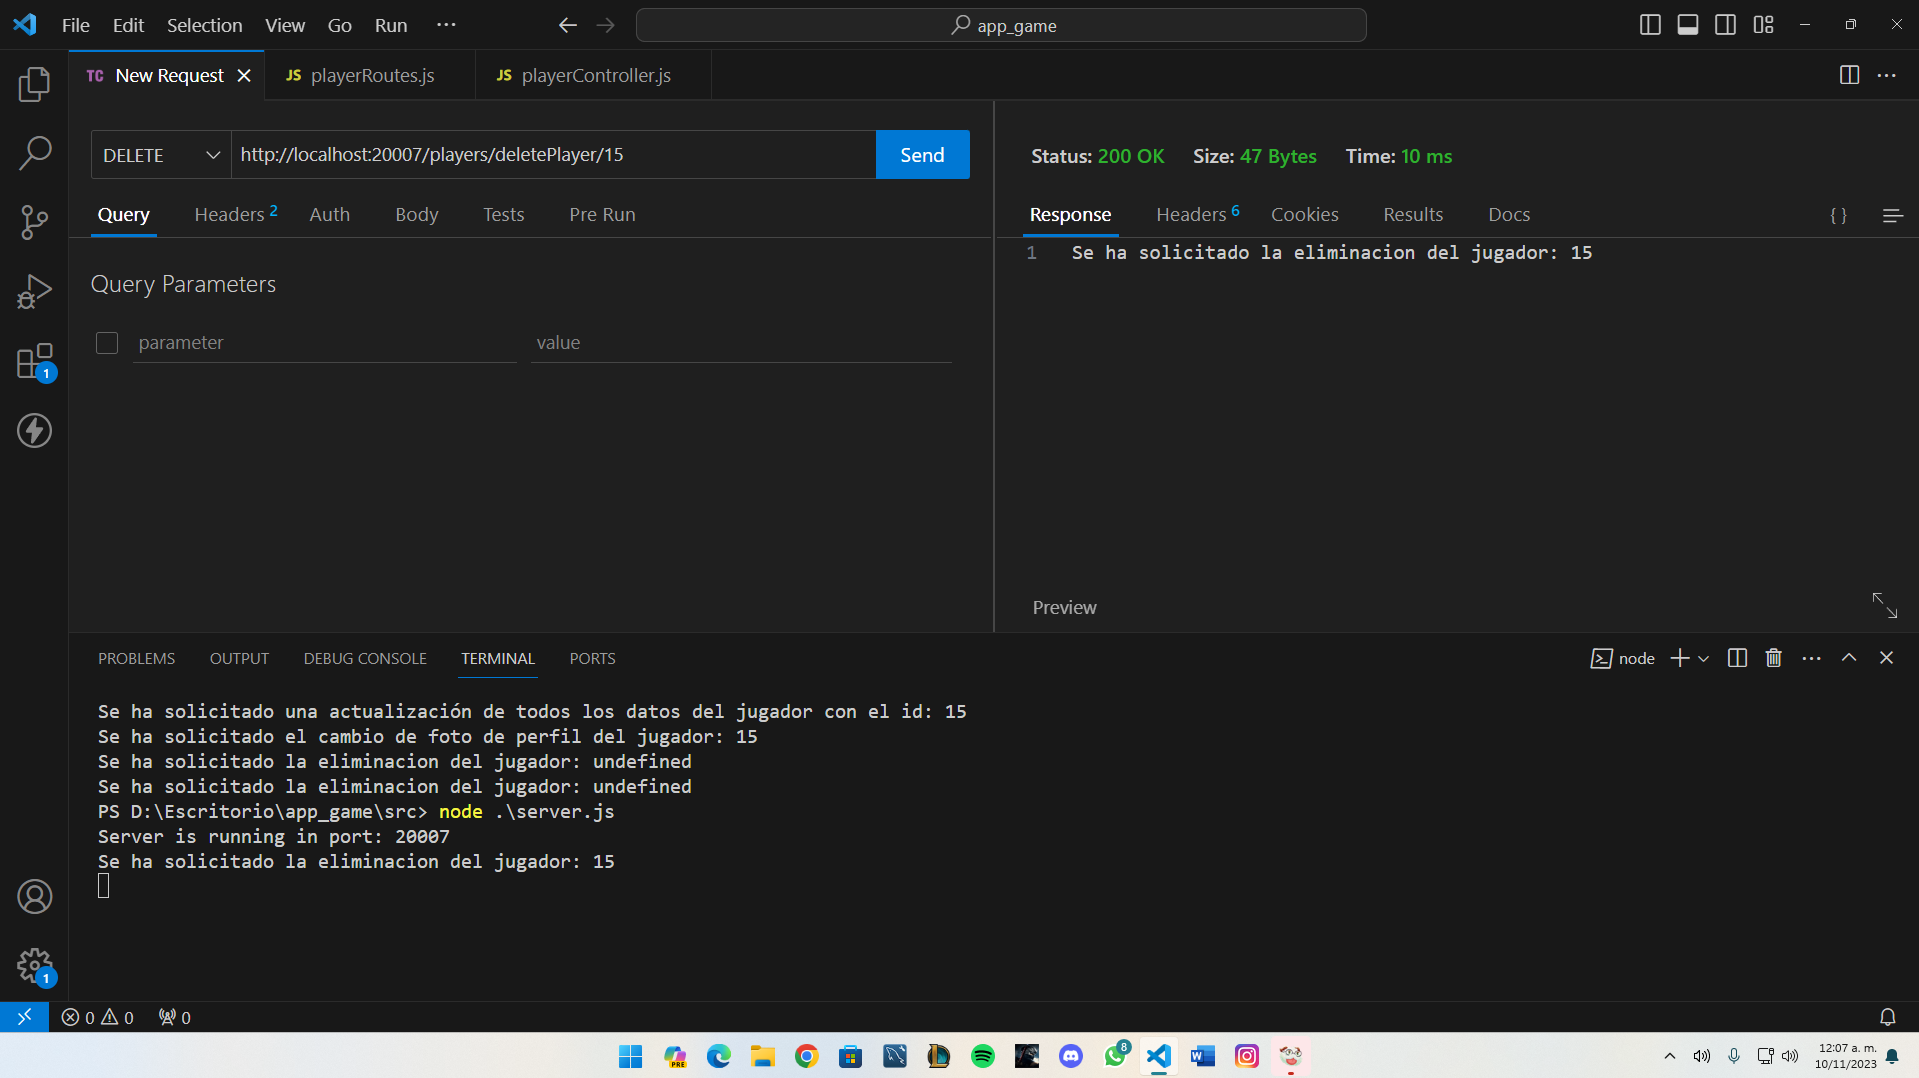 File Edit Selection View Go Run ···
app_game
TC New Request
JS playerRoutes.js
JS playerController.js
DELETE http://localhost:20007/players/deletePlayer/15 Send
Query Headers 2 Auth Body Tests Pre Run
Query Parameters
parameter value
Status: 200 OK Size: 47 Bytes Time: 10 ms
Response Headers 6 Cookies Results Docs { }
1 Se ha solicitado la eliminacion del jugador: 15
Preview
PROBLEMS OUTPUT DEBUG CONSOLE TERMINAL PORTS
node
Se ha solicitado una actualización de todos los datos del jugador con el id: 15
Se ha solicitado el cambio de foto de perfil del jugador: 15
Se ha solicitado la eliminacion del jugador: undefined
Se ha solicitado la eliminacion del jugador: undefined
PS D:\Escritorio\app_game\src> node .\server.js
Server is running in port: 20007
Se ha solicitado la eliminacion del jugador: 15
1
1
0 0 0
PRE
8
12:07 a. m.
10/11/2023